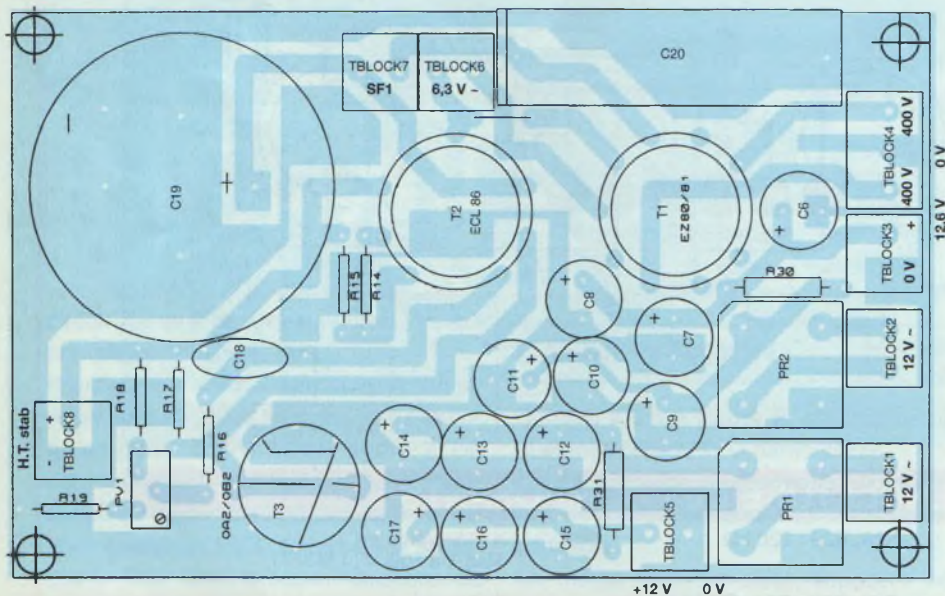 C20
TBLOCK7
SF1
TBLOCK6
6,3 V ~
C19
-
+
T2
ECL 86
T1
EZ80/81
+
C6
TBLOCK4
400 V
400 V
0 V
TBLOCK3
0 V
+
12,6 V
R15
R14
R30
+
C8
+
C7
C18
C11
+
+
C10
PR2
TBLOCK2
12 V ~
R18
R17
H.T. stab
-
+
TBLOCK8
R16
+
C9
+
C14
+
C13
+
C12
R19
PV1
0A2/0B2
T3
R31
C17
+
+
C16
+
C15
TBLOCK5
PR1
TBLOCK1
12 V ~
+12 V
0 V